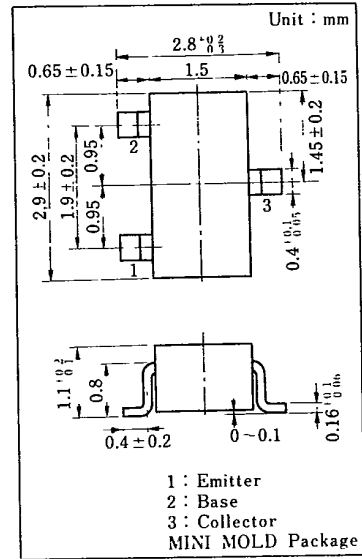 Unit : mm
2.8 +0.2 −0.3
0.65±0.15
1.5
0.65±0.15
2.9±0.2
1.9±0.2
0.95
0.95
2
1
3
1.45±0.2
0.4 +0.1 −0.05
1.1 +0.2 −0.1
0.8
0.4±0.2
0~0.1
0.16 +0.1 −0.06
1 : Emitter
2 : Base
3 : Collector
MINI MOLD Package